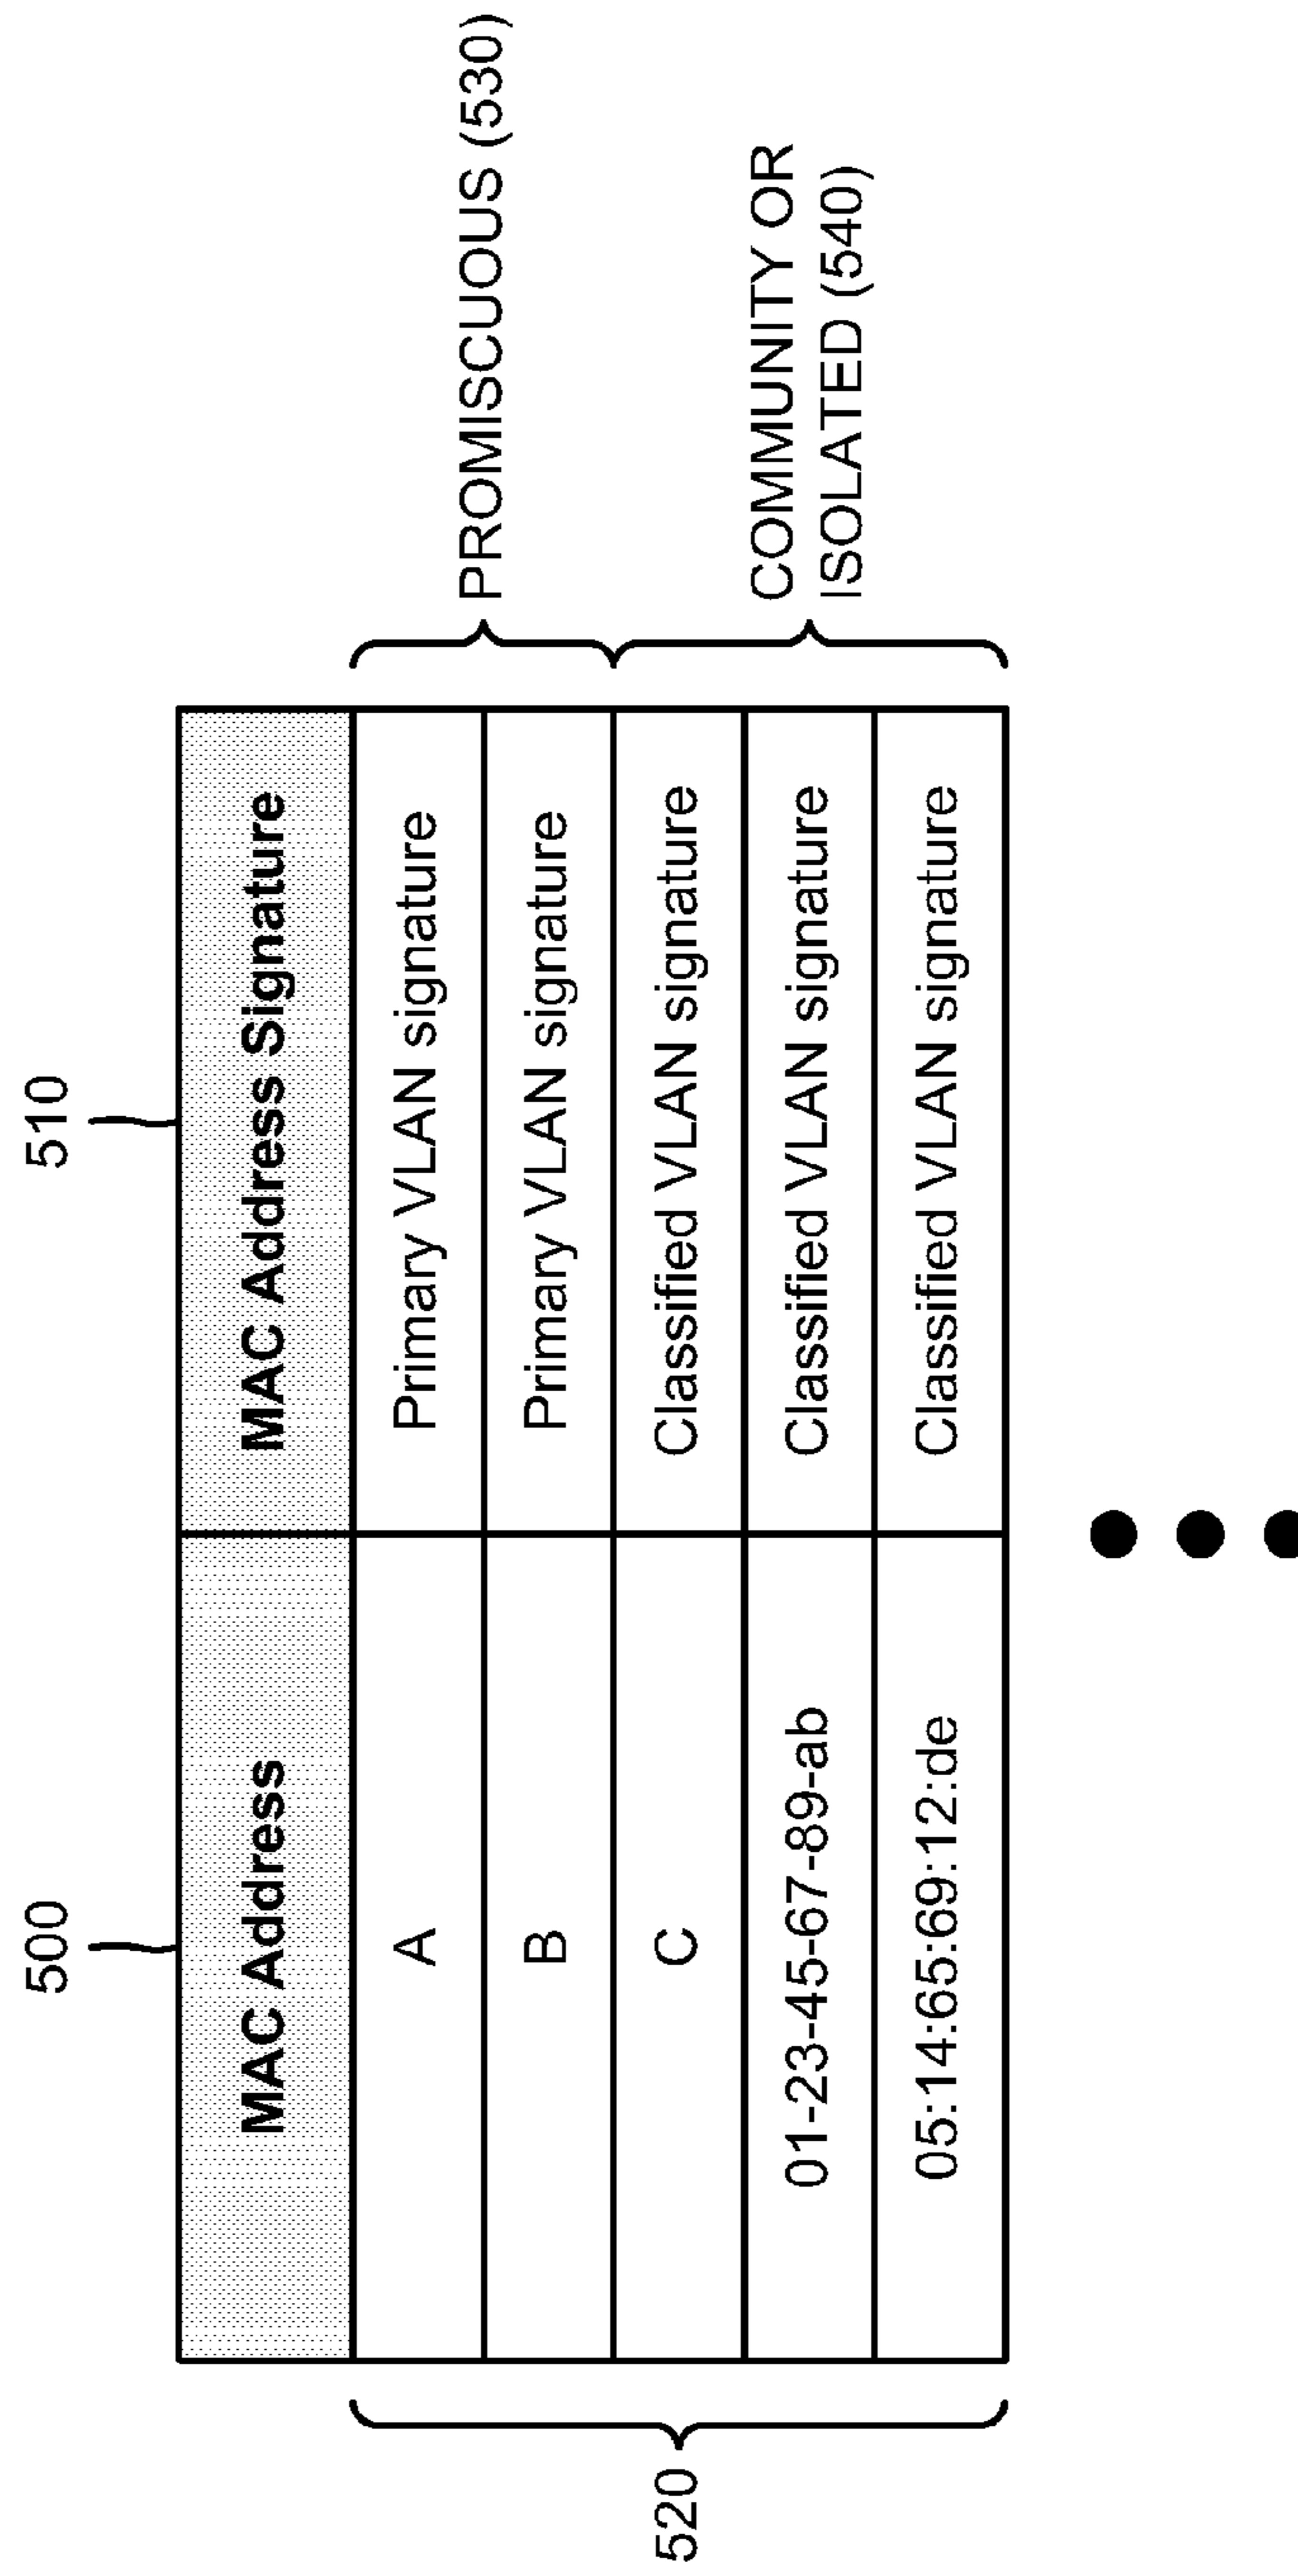 500
510
MAC Address
MAC Address Signature
A
Primary VLAN signature
B
Primary VLAN signature
C
Classified VLAN signature
01-23-45-67-89-ab
Classified VLAN signature
05:14:65:69:12:de
Classified VLAN signature
520
PROMISCUOUS (530)
COMMUNITY OR
ISOLATED (540)